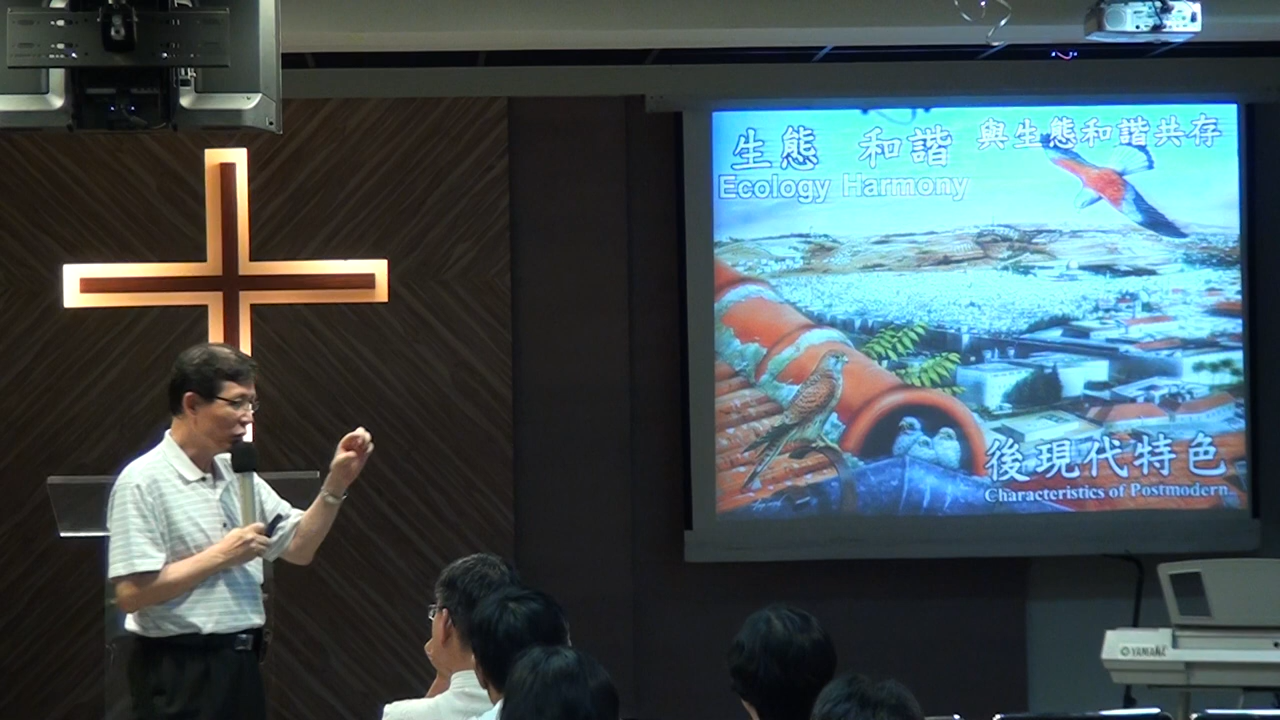 生態 和諧 與生態和諧共存
Ecology Harmony
後現代特色
Characteristics of Postmodern
YAMAHA